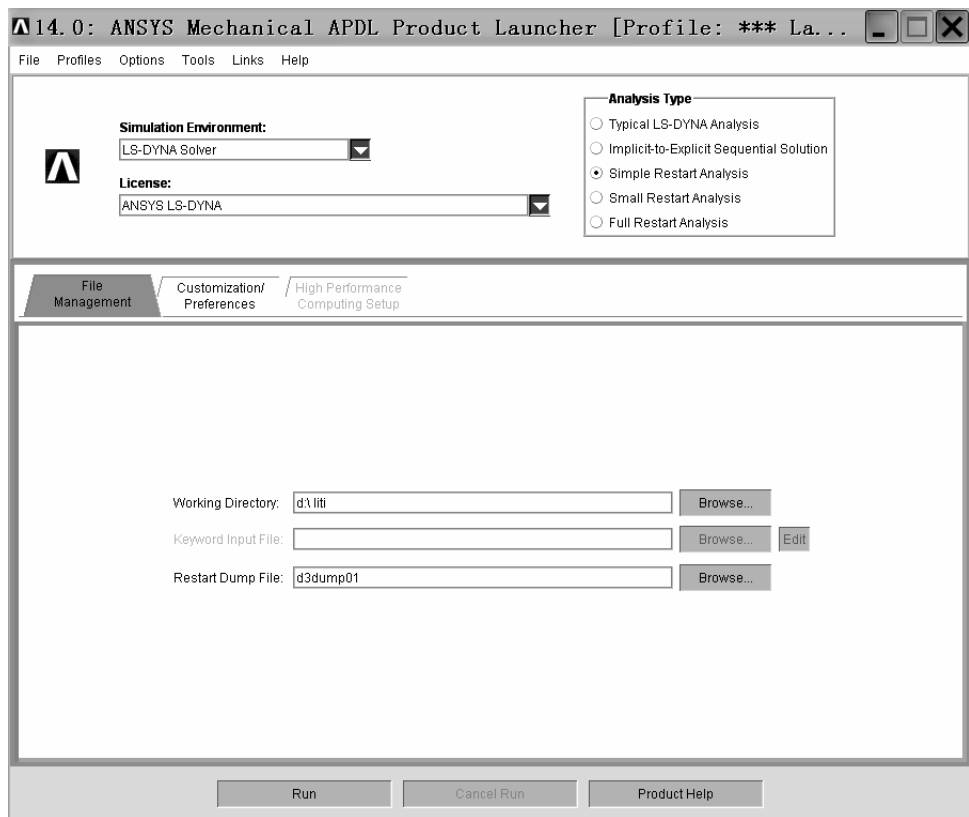 14.0: ANSYS Mechanical APDL Product Launcher [Profile: *** La...
File Profiles Options Tools Links Help
Simulation Environment:
LS-DYNA Solver
License:
ANSYS LS-DYNA
Analysis Type
Typical LS-DYNA Analysis
Implicit-to-Explicit Sequential Solution
Simple Restart Analysis
Small Restart Analysis
Full Restart Analysis
File
Management
Customization/
Preferences
High Performance
Computing Setup
Working Directory: d:\ liti Browse...
Keyword Input File: Browse... Edit
Restart Dump File: d3dump01 Browse...
Run Cancel Run Product Help